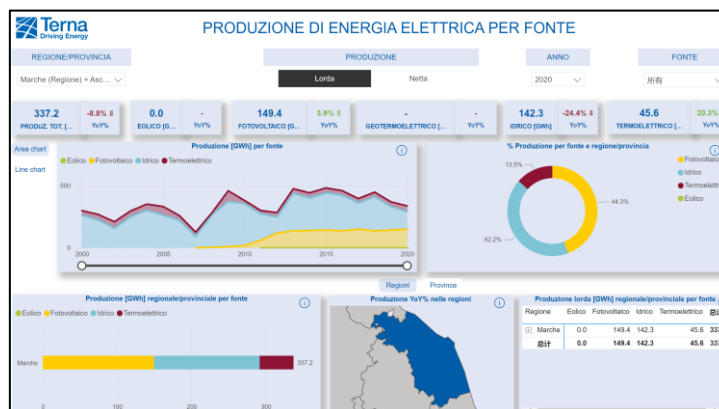 Terna
Driving Energy
PRODUZIONE DI ENERGIA ELETTRICA PER FONTE
REGIONE/PROVINCIA
PRODUZIONE
ANNO
FONTE
Marche (Regione) + Asc...
Lorda
Netta
2020
所有
337.2
-8.8%
PRODUZ. TOT. [...
YoY%
0.0
-
EOLICO [G...
YoY%
149.4
3.9%
FOTOVOLTAICO [G...
YoY%
-
-
GEOTERMOELETTRICO [...
YoY%
142.3
-24.4%
IDRICO [GWh]
YoY%
45.6
20.3%
TERMOELETTRICO [...
YoY%
Area chart
Line chart
Produzione [GWh] per fonte
Eolico Fotovoltaico Idrico Termoelettrico
500
0
2000 2005 2010 2015 2020
% Produzione per fonte e regione/provincia
13.5%
44.3%
42.2%
Fotovoltaico
Idrico
Termoelettr
Eolico
Regioni
Province
Produzione [GWh] regionale/provinciale per fonte
Eolico Fotovoltaico Idrico Termoelettrico
Marche
337.2
0 100 200 300
Produzione YoY% nelle regioni
Produzione lorda [GWh] regionale/provinciale per fonte
Regione Eolico Fotovoltaico Idrico Termoelettrico 总计
Marche 0.0 149.4 142.3 45.6 337
总计 0.0 149.4 142.3 45.6 337